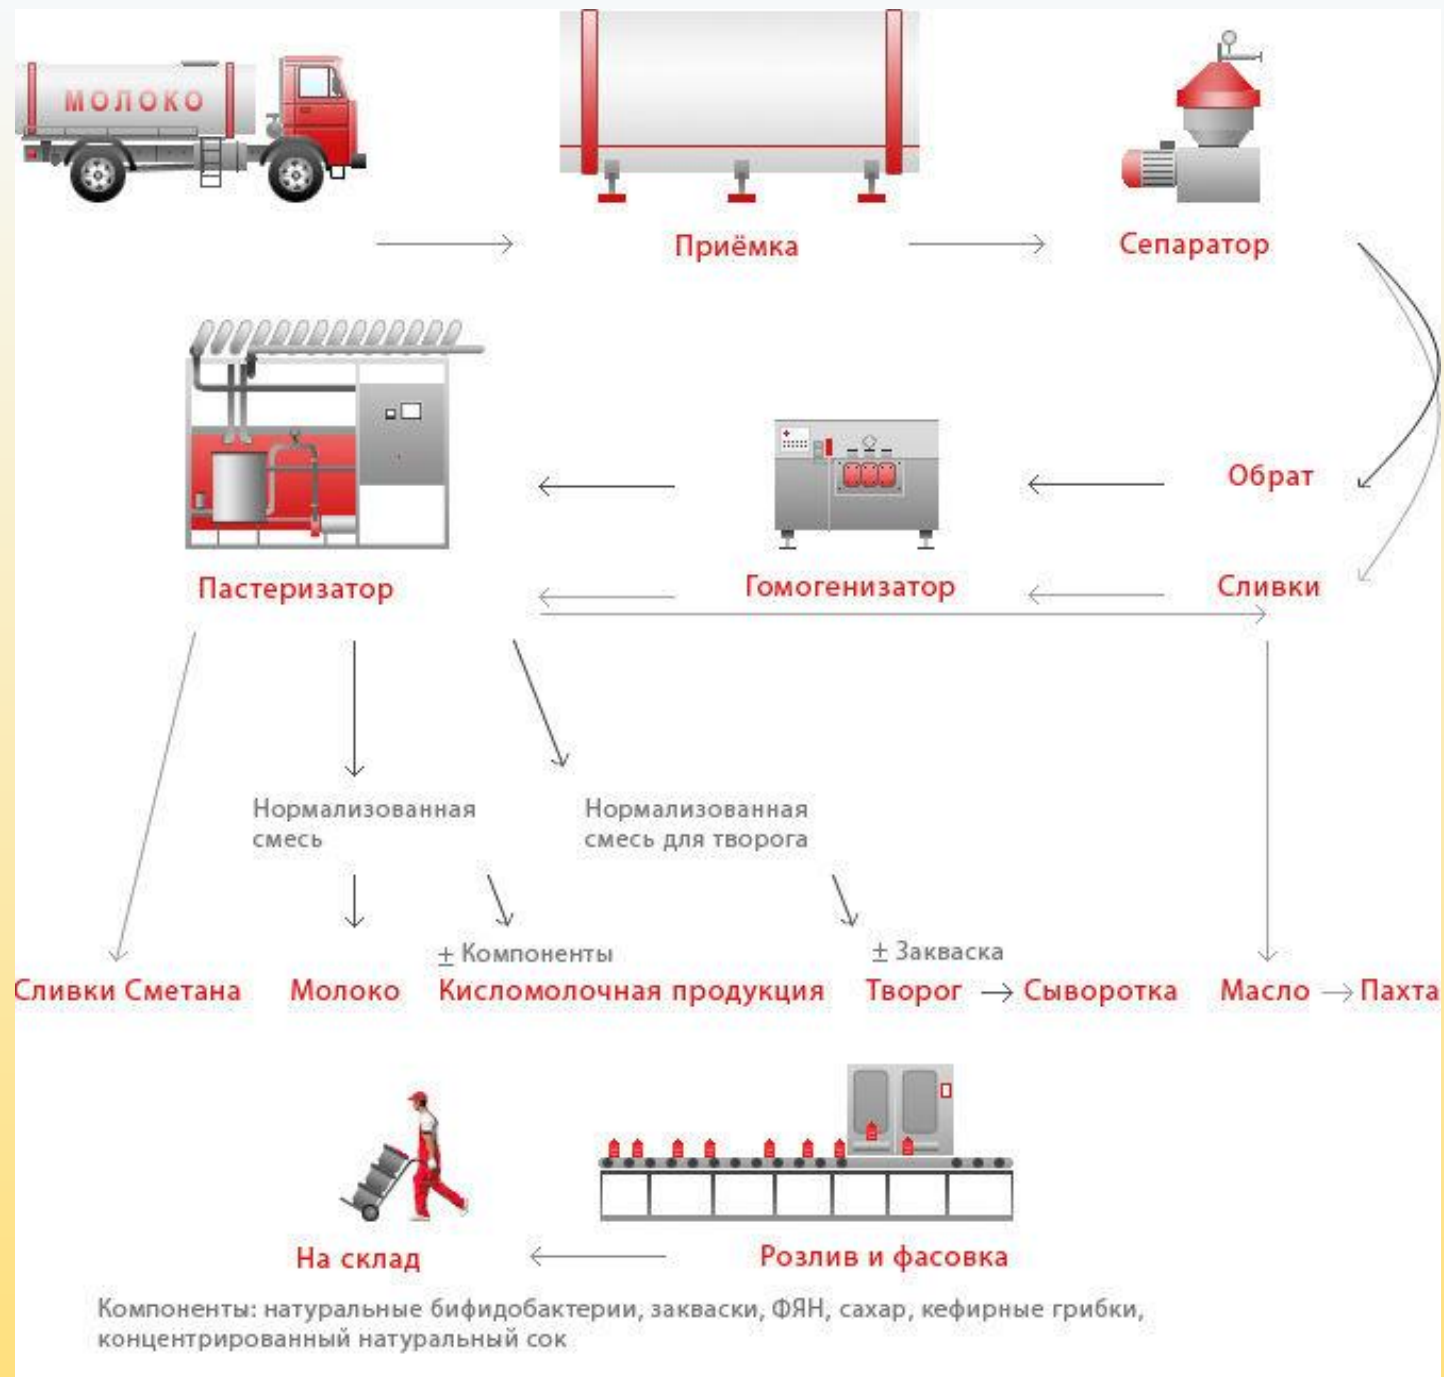 МОЛОКО
Приёмка
Сепаратор
Обрат
Пастеризатор
Гомогенизатор
Сливки
Нормализованная
смесь
Нормализованная
смесь для творога
± Компоненты
± Закваска
Сливки Сметана
Молоко
Кисломолочная продукция
Творог
Сыворотка
Масло
Пахта
На склад
Розлив и фасовка
Компоненты: натуральные бифидобактерии, закваски, ФЯН, сахар, кефирные грибки,
концентрированный натуральный сок